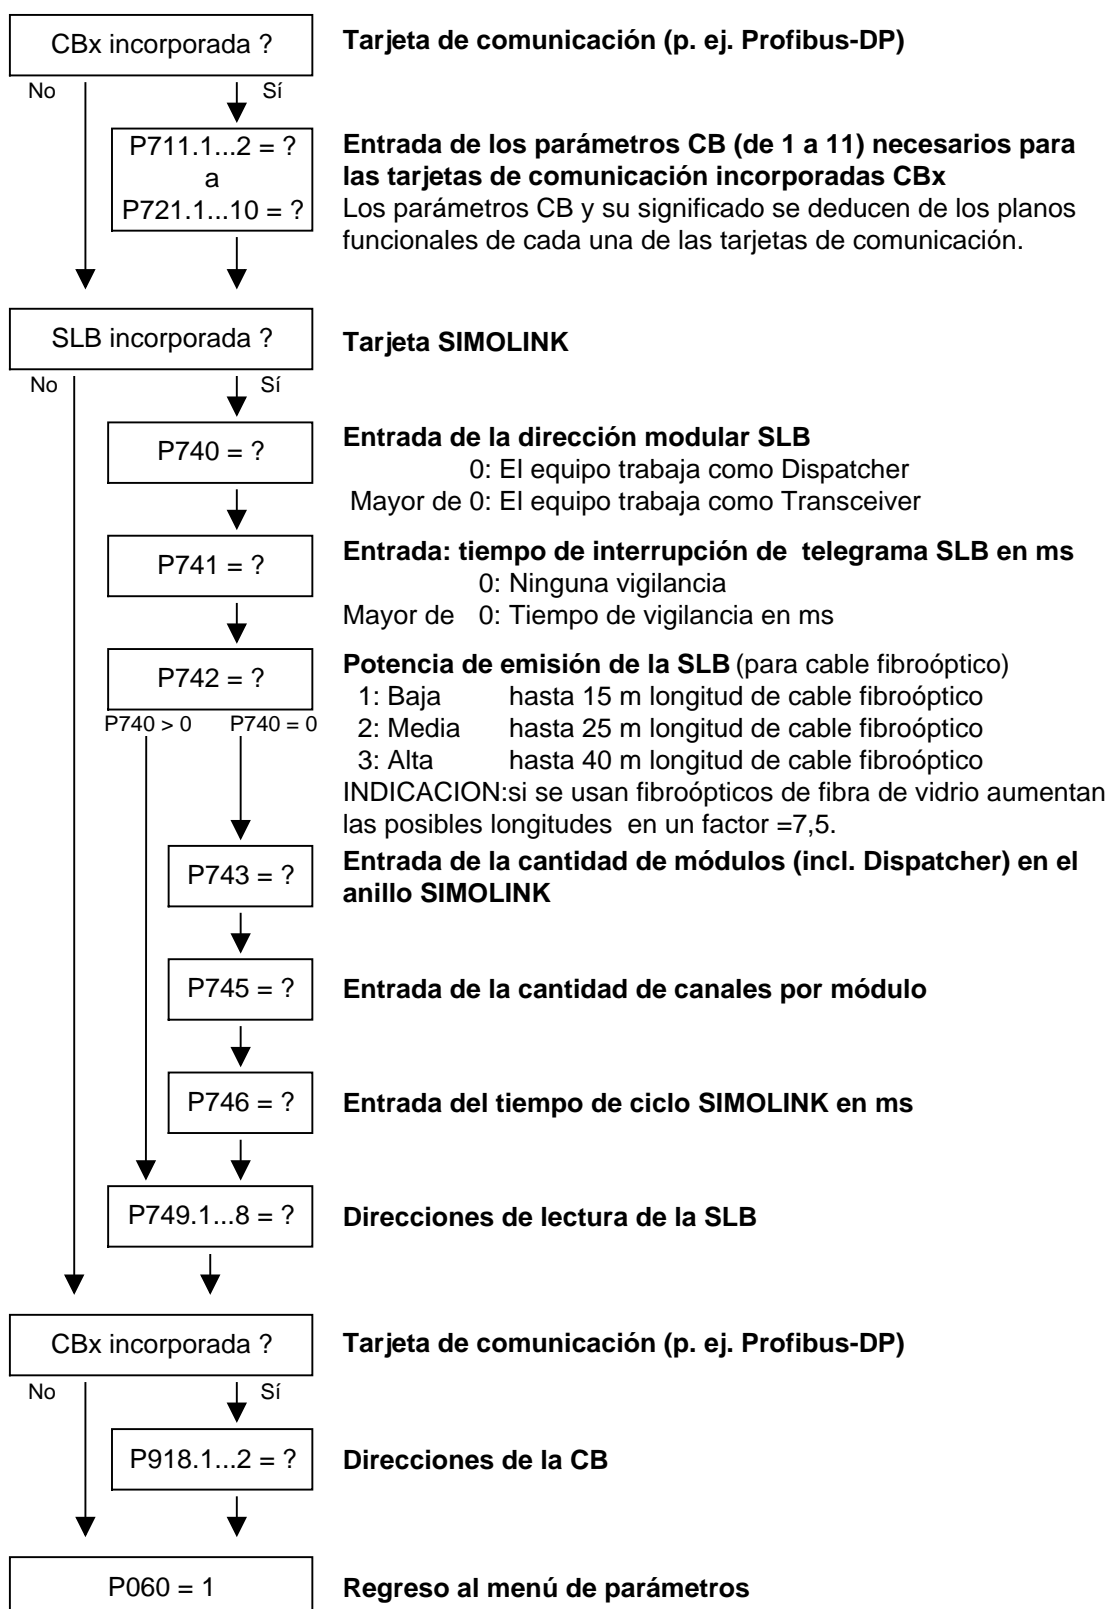 CBx incorporada ?
Tarjeta de comunicación (p. ej. Profibus-DP)
No
Sí
P711.1...2 = ?
a
P721.1...10 = ?
Entrada de los parámetros CB (de 1 a 11) necesarios para
las tarjetas de comunicación incorporadas CBx
Los parámetros CB y su significado se deducen de los planos
funcionales de cada una de las tarjetas de comunicación.
SLB incorporada ?
Tarjeta SIMOLINK
No
Sí
P740 = ?
Entrada de la dirección modular SLB
0: El equipo trabaja como Dispatcher
Mayor de 0: El equipo trabaja como Transceiver
P741 = ?
Entrada: tiempo de interrupción de telegrama SLB en ms
0: Ninguna vigilancia
Mayor de 0: Tiempo de vigilancia en ms
P742 = ?
Potencia de emisión de la SLB (para cable fibroóptico)
1: Baja hasta 15 m longitud de cable fibroóptico
2: Media hasta 25 m longitud de cable fibroóptico
3: Alta hasta 40 m longitud de cable fibroóptico
INDICACION:si se usan fibroópticos de fibra de vidrio aumentan
las posibles longitudes en un factor =7,5.
P740 > 0
P740 = 0
P743 = ?
Entrada de la cantidad de módulos (incl. Dispatcher) en el
anillo SIMOLINK
P745 = ?
Entrada de la cantidad de canales por módulo
P746 = ?
Entrada del tiempo de ciclo SIMOLINK en ms
P749.1...8 = ?
Direcciones de lectura de la SLB
CBx incorporada ?
Tarjeta de comunicación (p. ej. Profibus-DP)
No
Sí
P918.1...2 = ?
Direcciones de la CB
P060 = 1
Regreso al menú de parámetros